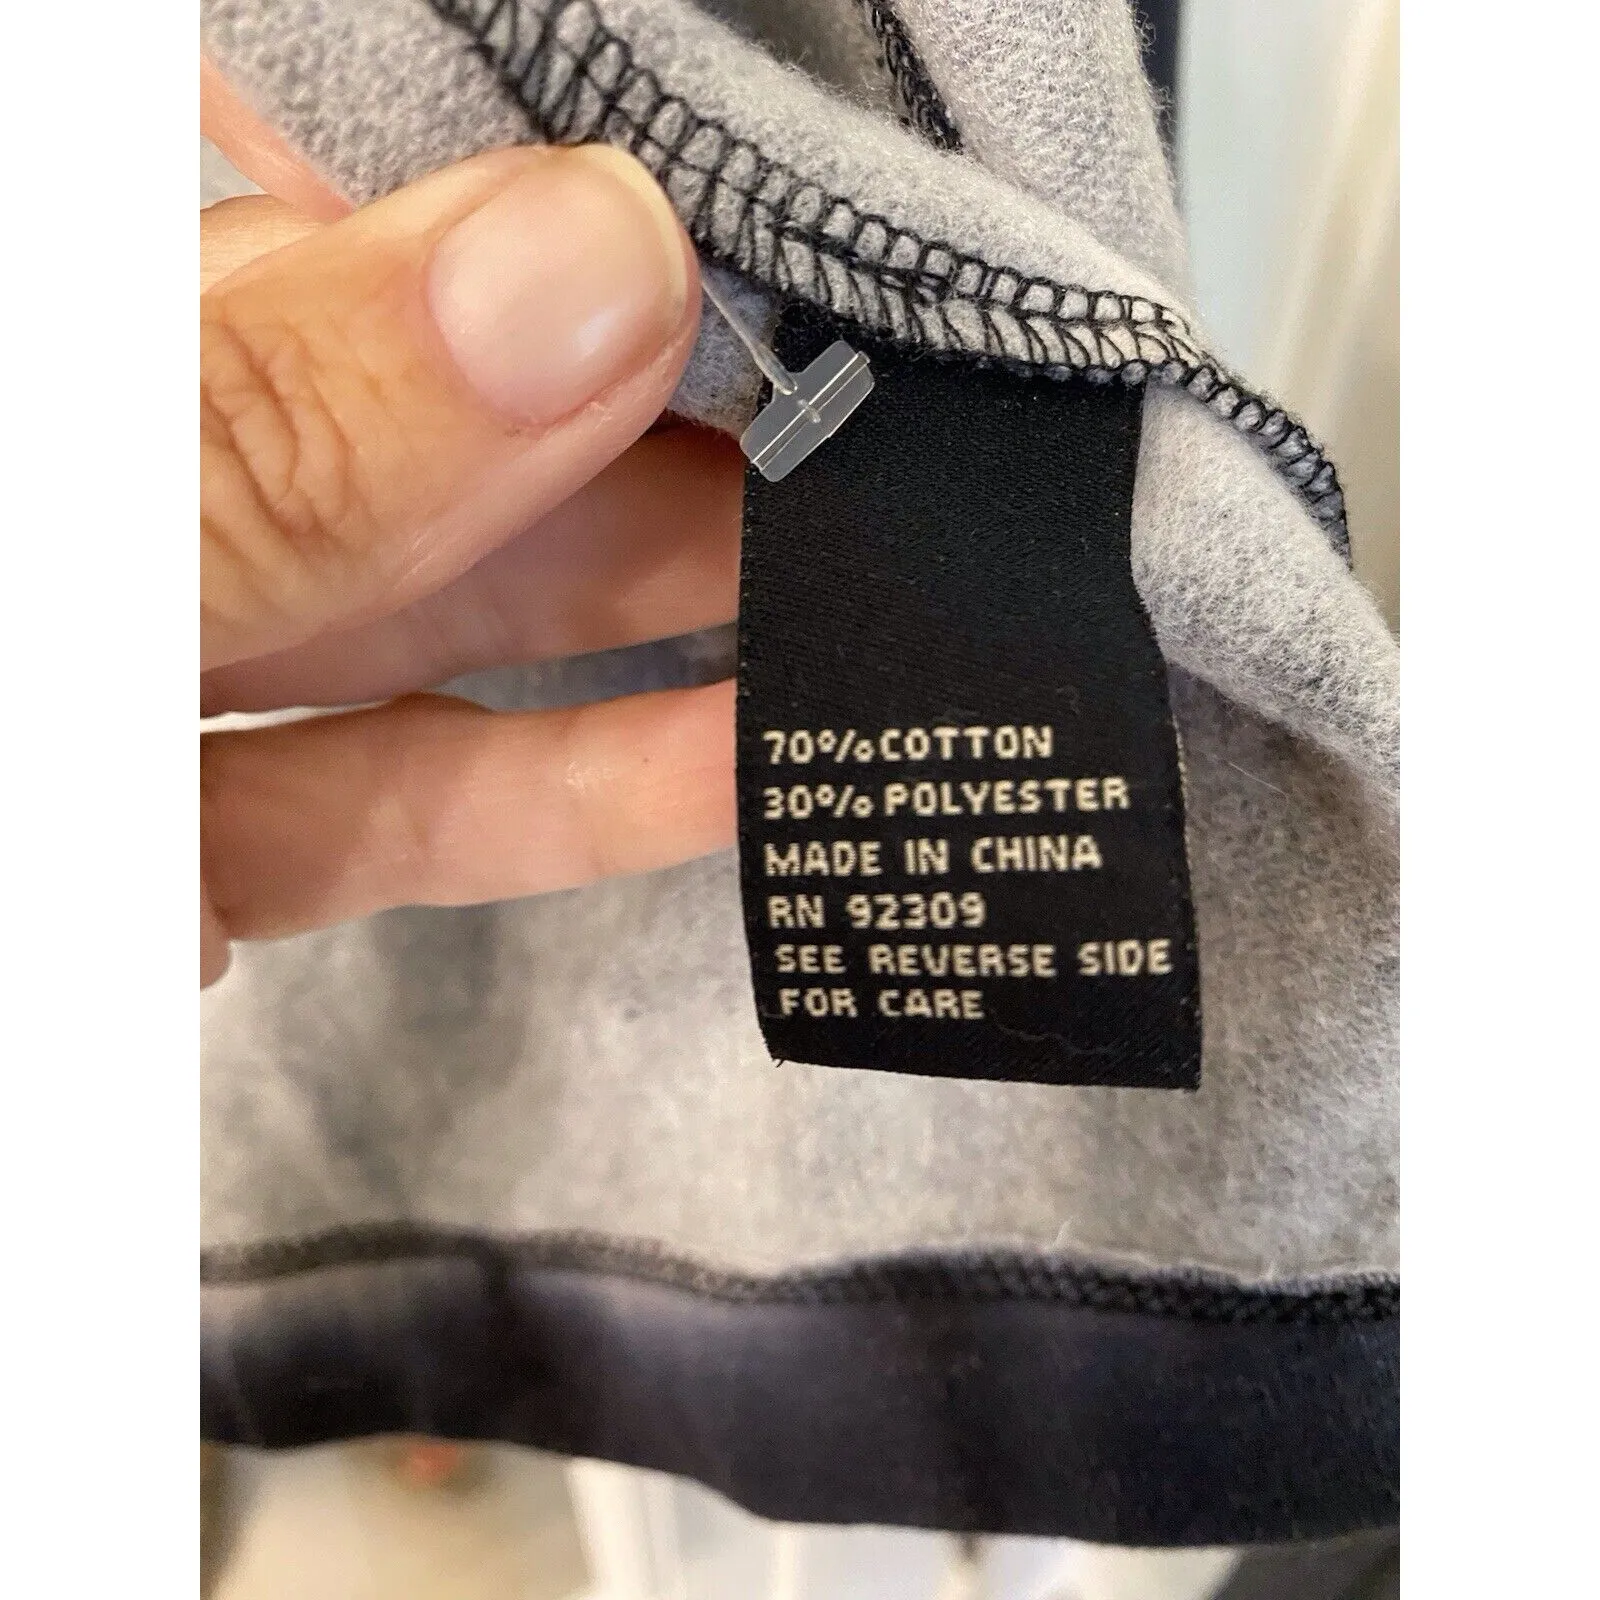 70% COTTON
30% POLYESTER
MADE IN CHINA
RN 92309
SEE REVERSE SIDE
FOR CARE